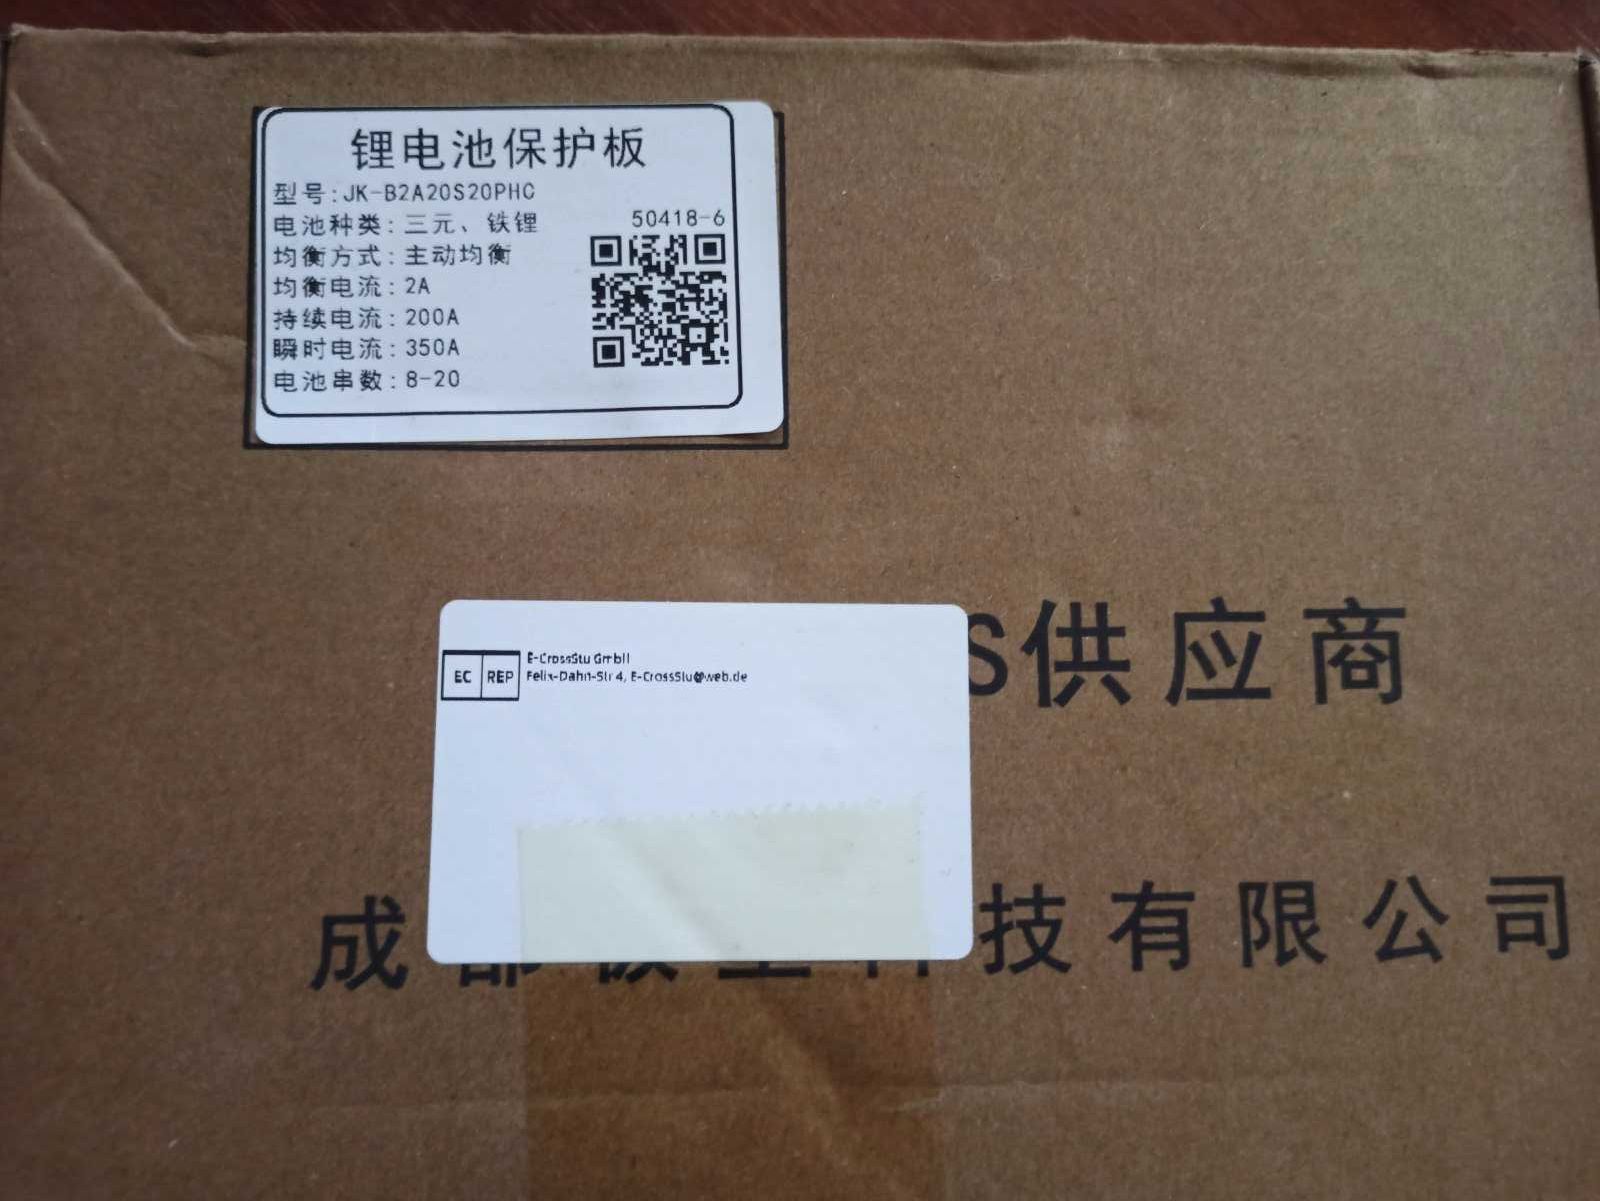 锂电池保护板
型号:JK-B2A20S20PHC
电池种类:三元、铁锂
50418-6
均衡方式:主动均衡
均衡电流:2A
持续电流:200A
瞬时电流:350A
电池串数:8-20
S供应商
EC REP
E-CrossStu GmbH
Felix-Dahn-Str 4, E-CrossStu@web.de
成都 科技有限公司